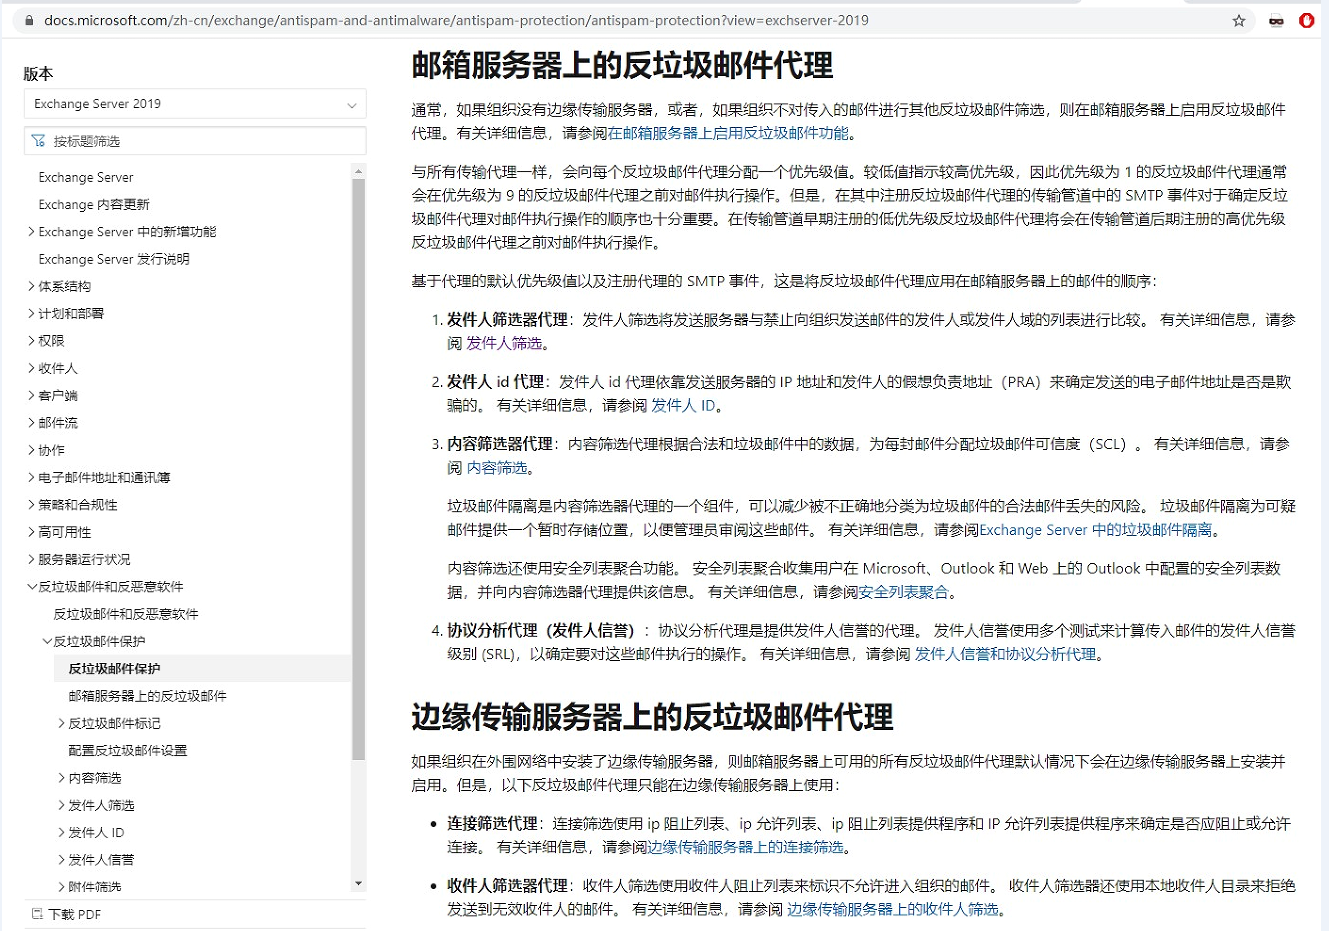 docs.microsoft.com/zh-cn/exchange/antispam-and-antimalware/antispam-protection/antispam-protection?view=exchserver-2019
版本
Exchange Server 2019
按标题筛选
Exchange Server
Exchange 内容更新
Exchange Server 中的新增功能
Exchange Server 发行说明
体系结构
计划和部署
权限
收件人
客户端
邮件流
协作
电子邮件地址和通讯簿
策略和合规性
高可用性
服务器运行状况
反垃圾邮件和反恶意软件
反垃圾邮件和反恶意软件
反垃圾邮件保护
反垃圾邮件保护
邮箱服务器上的反垃圾邮件
反垃圾邮件标记
配置反垃圾邮件设置
内容筛选
发件人筛选
发件人 ID
发件人信誉
附件筛选
下载 PDF
邮箱服务器上的反垃圾邮件代理
通常，如果组织没有边缘传输服务器，或者，如果组织不对传入的邮件进行其他反垃圾邮件筛选，则在邮箱服务器上启用反垃圾邮件
代理。有关详细信息，请参阅在邮箱服务器上启用反垃圾邮件功能。
与所有传输代理一样，会向每个反垃圾邮件代理分配一个优先级值。较低值指示较高优先级，因此优先级为 1 的反垃圾邮件代理通常
会在优先级为 9 的反垃圾邮件代理之前对邮件执行操作。但是，在其中注册反垃圾邮件代理的传输管道中的 SMTP 事件对于确定反垃
圾邮件代理对邮件执行操作的顺序也十分重要。在传输管道早期注册的低优先级反垃圾邮件代理将会在传输管道后期注册的高优先级
反垃圾邮件代理之前对邮件执行操作。
基于代理的默认优先级值以及注册代理的 SMTP 事件，这是将反垃圾邮件代理应用在邮箱服务器上的邮件的顺序：
1. 发件人筛选器代理：发件人筛选将发送服务器与禁止向组织发送邮件的发件人或发件人域的列表进行比较。 有关详细信息，请参
阅 发件人筛选。
2. 发件人 id 代理：发件人 id 代理依靠发送服务器的 IP 地址和发件人的假想负责地址（PRA）来确定发送的电子邮件地址是否是欺
骗的。 有关详细信息，请参阅 发件人 ID。
3. 内容筛选器代理：内容筛选代理根据合法和垃圾邮件中的数据，为每封邮件分配垃圾邮件可信度（SCL）。 有关详细信息，请参
阅 内容筛选。
垃圾邮件隔离是内容筛选器代理的一个组件，可以减少被不正确地分类为垃圾邮件的合法邮件丢失的风险。 垃圾邮件隔离为可疑
邮件提供一个暂时存储位置，以便管理员审阅这些邮件。 有关详细信息，请参阅Exchange Server 中的垃圾邮件隔离。
内容筛选还使用安全列表聚合功能。 安全列表聚合收集用户在 Microsoft、Outlook 和 Web 上的 Outlook 中配置的安全列表数
据，并向内容筛选器代理提供该信息。 有关详细信息，请参阅安全列表聚合。
4. 协议分析代理（发件人信誉）：协议分析代理是提供发件人信誉的代理。 发件人信誉使用多个测试来计算传入邮件的发件人信誉
级别 (SRL)，以确定要对这些邮件执行的操作。 有关详细信息，请参阅 发件人信誉和协议分析代理。
边缘传输服务器上的反垃圾邮件代理
如果组织在外围网络中安装了边缘传输服务器，则邮箱服务器上可用的所有反垃圾邮件代理默认情况下会在边缘传输服务器上安装并
启用。但是，以下反垃圾邮件代理只能在边缘传输服务器上使用：
• 连接筛选代理：连接筛选使用 ip 阻止列表、ip 允许列表、ip 阻止列表提供程序和 IP 允许列表提供程序来确定是否应阻止或允许
连接。 有关详细信息，请参阅边缘传输服务器上的连接筛选。
• 收件人筛选器代理：收件人筛选使用收件人阻止列表来标识不允许进入组织的邮件。 收件人筛选器还使用本地收件人目录来拒绝
发送到无效收件人的邮件。 有关详细信息，请参阅 边缘传输服务器上的收件人筛选。